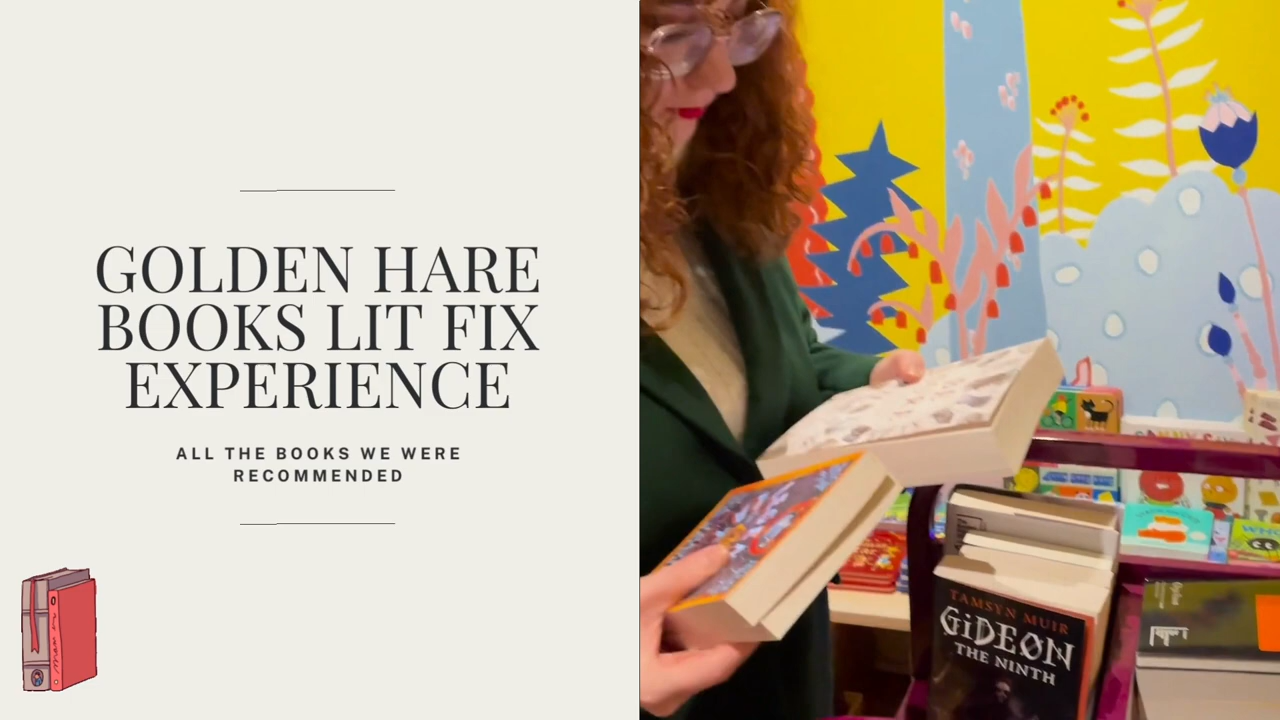 GOLDEN HARE
BOOKS LIT FIX
EXPERIENCE
ALL THE BOOKS WE WERE
RECOMMENDED
TAMSYN MUIR
GiDEON
THE NINTH